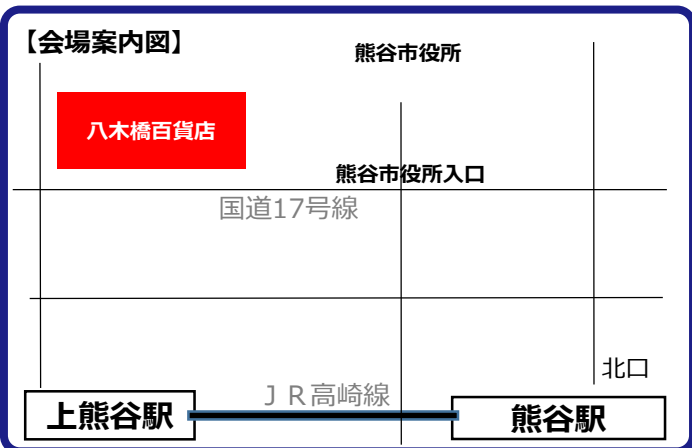 【会場案内図】
熊谷市役所
八木橋百貨店
熊谷市役所入口
国道17号線
北口
ＪＲ高崎線
上熊谷駅
熊谷駅